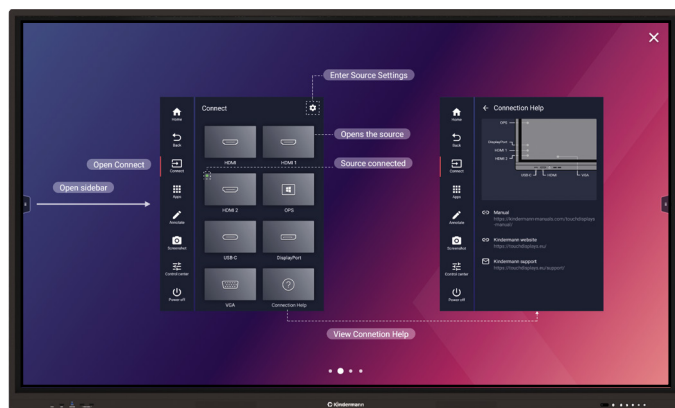 Enter Source Settings
Home
Connect
Home
Connection Help
OPS
Back
Opens the source
Back
DisplayPort
HDMI 1
HDMI 2
Open Connect
HDMI
HDMI 1
Source connected
Connect
Connect
USB-C
HDMI
VGA
Open sidebar
Apps
Apps
HDMI 2
OPS
Annotate
Annotate
Manual
https://kindermann-manuals.com/touchdisplays
-manual/
Screenshot
Screenshot
Kindermann website
https://touchdisplays.eu/
USB-C
DisplayPort
Control center
Control center
Kindermann support
https://touchdisplays.eu/support/
Power off
Power off
VGA
Connection Help
View Connetion Help
Kindermann